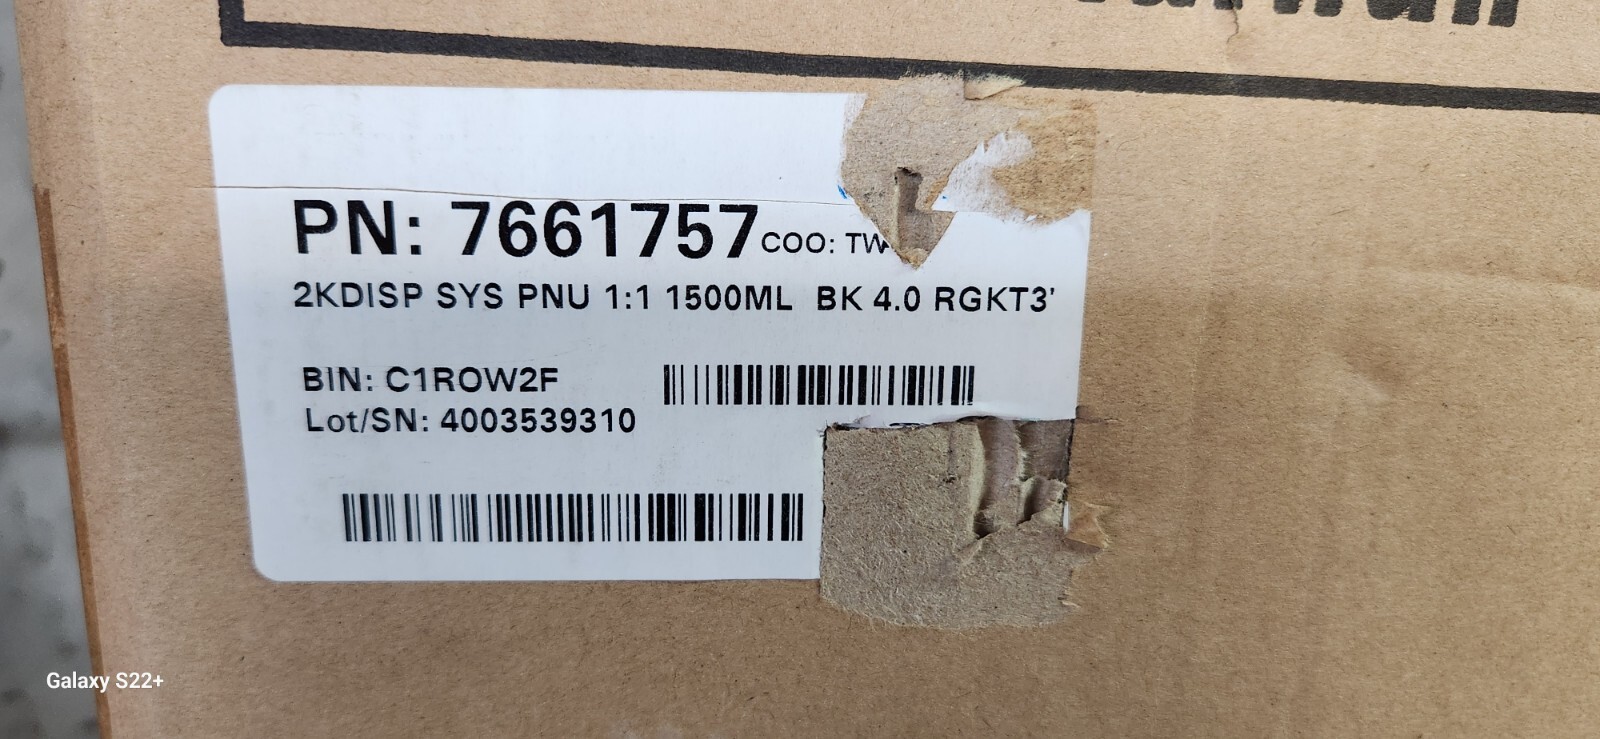 PN: 7661757 COO: TW
2KDISP SYS PNU 1:1 1500ML BK 4.0 RGKT3'
BIN: C1ROW2F
Lot/SN: 4003539310
Galaxy S22+